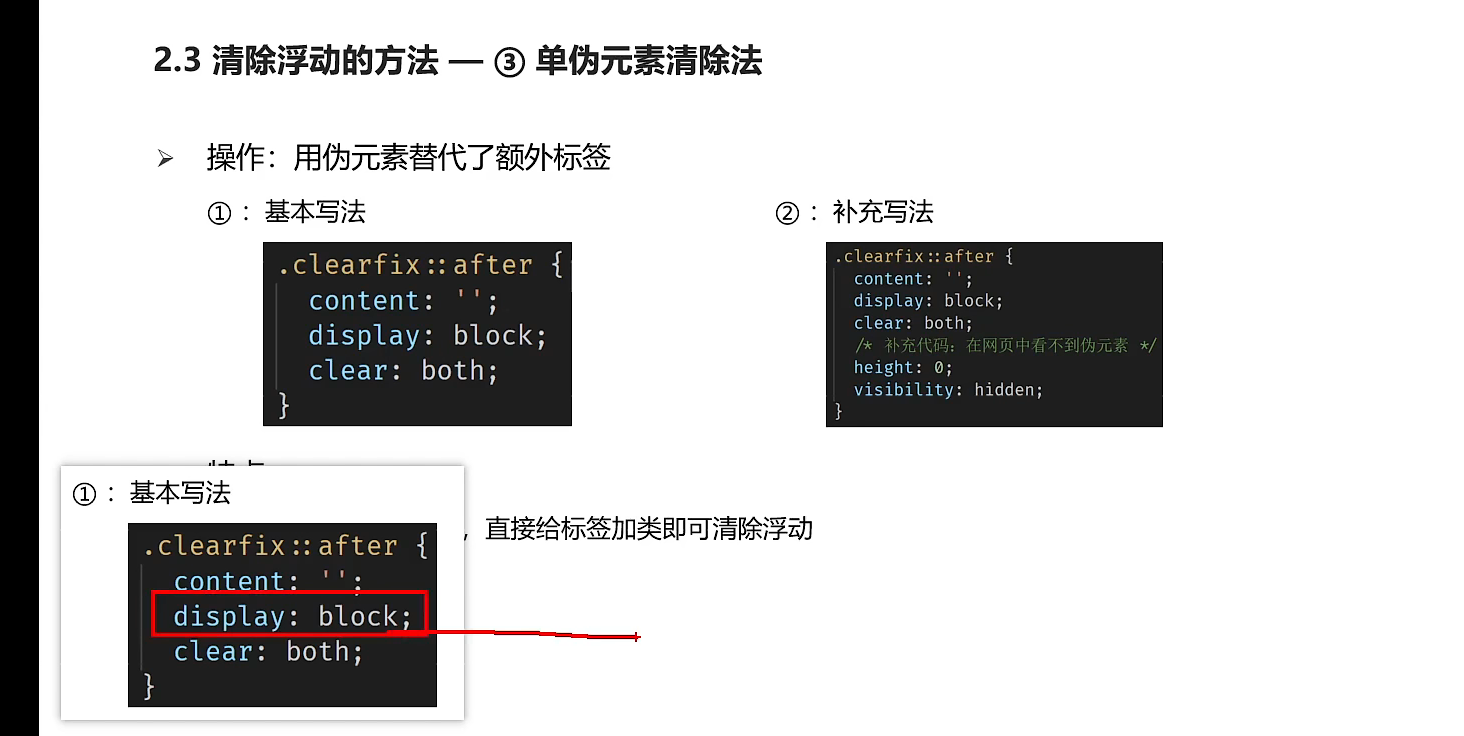 2.3 清除浮动的方法 — ③ 单伪元素清除法
➢ 操作：用伪元素替代了额外标签
①：基本写法
.clearfix::after {
content: '';
display: block;
clear: both;
}
②：补充写法
.clearfix::after {
content: '';
display: block;
clear: both;
/* 补充代码：在网页中看不到伪元素 */
height: 0;
visibility: hidden;
}
，直接给标签加类即可清除浮动
①：基本写法
.clearfix::after {
content: '';
display: block;
clear: both;
}